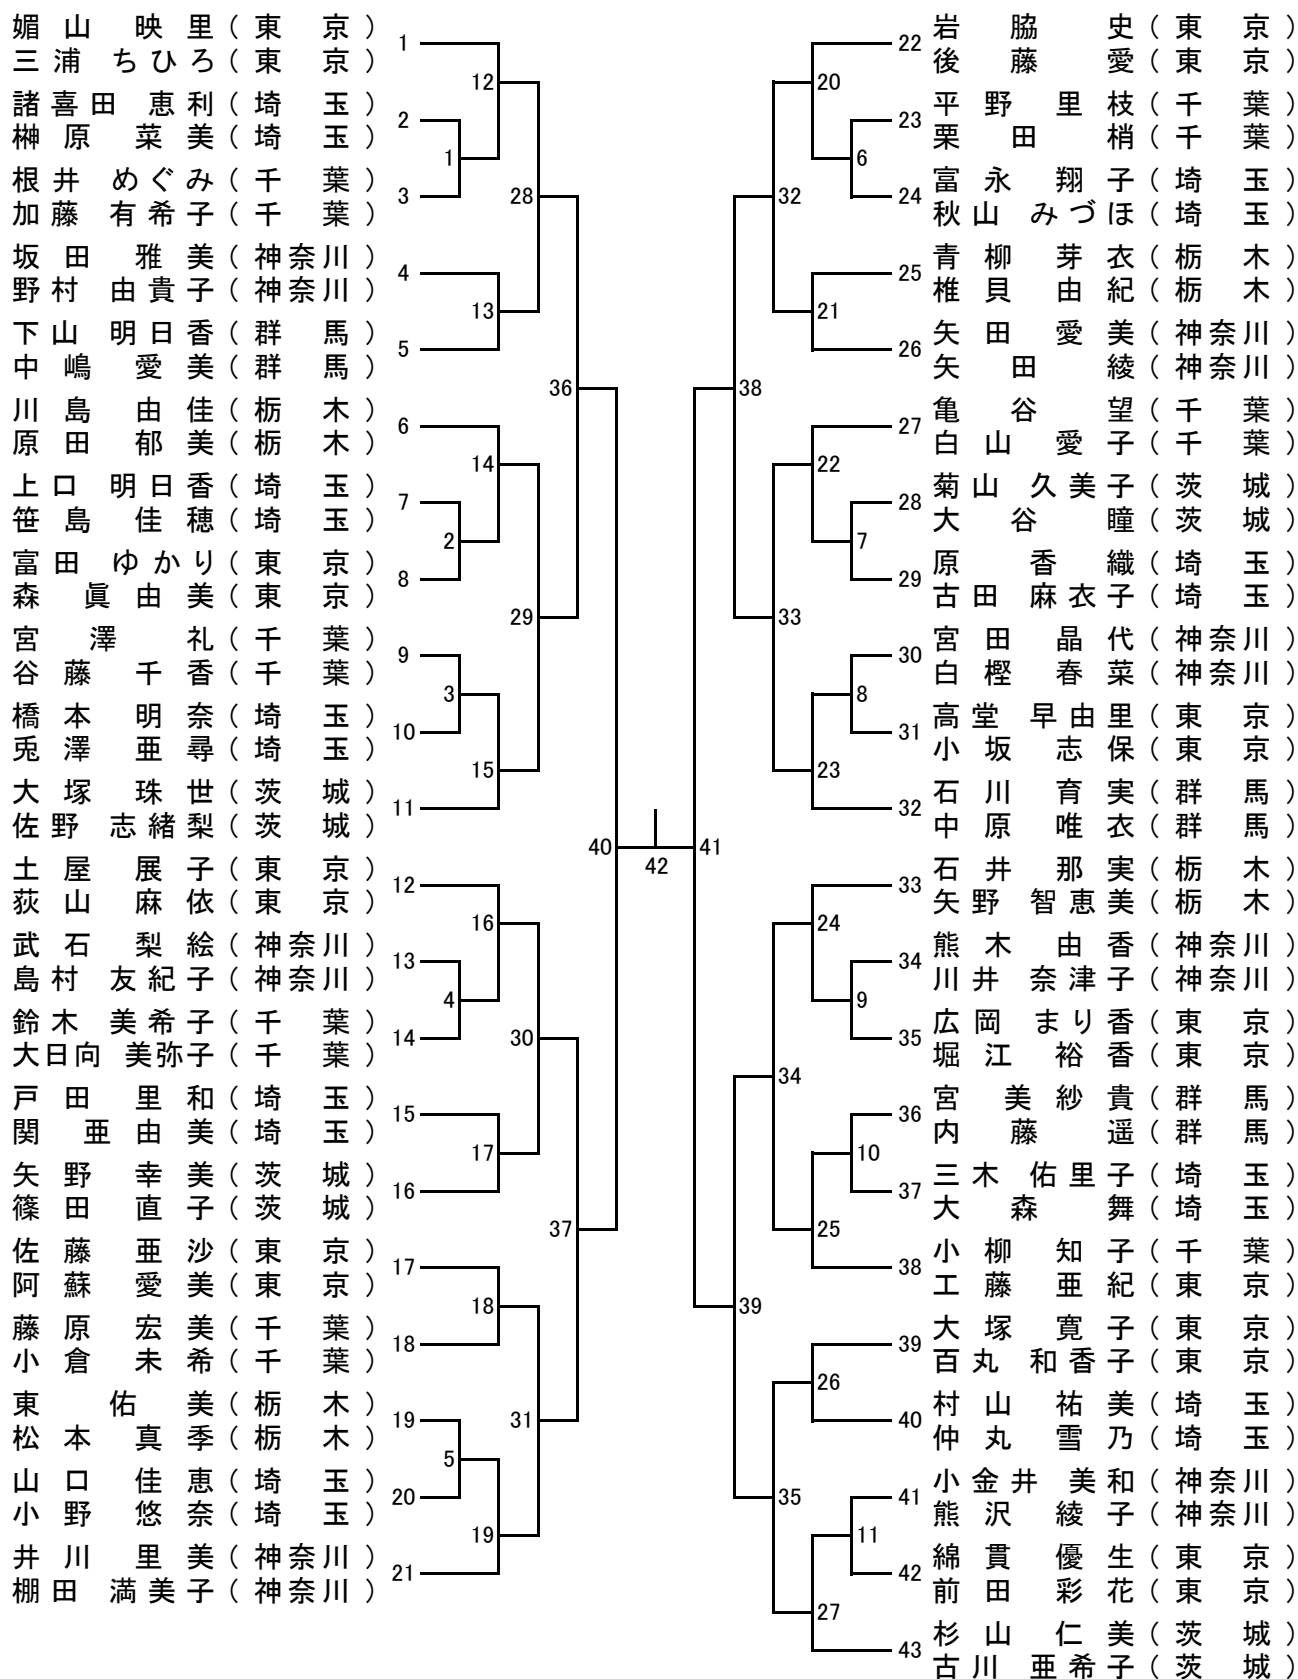 媚山 映里(東京)
三浦 ちひろ(東京)
1
諸喜田 恵利(埼玉)
榊原 菜美(埼玉)
2
根井 めぐみ(千葉)
加藤 有希子(千葉)
3
坂田 雅美(神奈川)
野村 由貴子(神奈川)
4
下山 明日香(群馬)
中嶋 愛美(群馬)
5
川島 由佳(栃木)
原田 郁美(栃木)
6
上口 明日香(埼玉)
笹島 佳穂(埼玉)
7
富田 ゆかり(東京)
森 眞由美(東京)
8
宮澤 礼(千葉)
谷藤 千香(千葉)
9
橋本 明奈(埼玉)
兎澤 亜尋(埼玉)
10
大塚 珠世(茨城)
佐野 志緒梨(茨城)
11
土屋 展子(東京)
荻山 麻依(東京)
12
武石 梨絵(神奈川)
島村 友紀子(神奈川)
13
鈴木 美希子(千葉)
大日向 美弥子(千葉)
14
戸田 里和(埼玉)
関 亜由美(埼玉)
15
矢野 幸美(茨城)
篠田 直子(茨城)
16
佐藤 亜沙(東京)
阿蘇 愛美(東京)
17
藤原 宏美(千葉)
小倉 未希(千葉)
18
東 佑美(栃木)
松本 真季(栃木)
19
山口 佳恵(埼玉)
小野 悠奈(埼玉)
20
井川 里美(神奈川)
棚田 満美子(神奈川)
21
12
1
28
13
36
14
2
29
3
15
40
16
4
30
17
37
18
31
5
19
42
41
20
6
32
21
38
22
7
33
8
23
24
9
34
10
25
39
26
35
11
27
22
岩脇 史(東京)
後藤 愛(東京)
23
平野 里枝(千葉)
栗田 梢(千葉)
24
富永 翔子(埼玉)
秋山 みづほ(埼玉)
25
青柳 芽衣(栃木)
椎貝 由紀(栃木)
26
矢田 愛美(神奈川)
矢田 綾(神奈川)
27
亀谷 望(千葉)
白山 愛子(千葉)
28
菊山 久美子(茨城)
大谷 瞳(茨城)
29
原 香織(埼玉)
古田 麻衣子(埼玉)
30
宮田 晶代(神奈川)
白樫 春菜(神奈川)
31
高堂 早由里(東京)
小坂 志保(東京)
32
石川 育実(群馬)
中原 唯衣(群馬)
33
石井 那実(栃木)
矢野 智恵美(栃木)
34
熊木 由香(神奈川)
川井 奈津子(神奈川)
35
広岡 まり香(東京)
堀江 裕香(東京)
36
宮 美紗貴(群馬)
内藤 遥(群馬)
37
三木 佑里子(埼玉)
大森 舞(埼玉)
38
小柳 知子(千葉)
工藤 亜紀(東京)
39
大塚 寛子(東京)
百丸 和香子(東京)
40
村山 祐美(埼玉)
仲丸 雪乃(埼玉)
41
小金井 美和(神奈川)
熊沢 綾子(神奈川)
42
綿貫 優生(東京)
前田 彩花(東京)
43
杉山 仁美(茨城)
古川 亜希子(茨城)